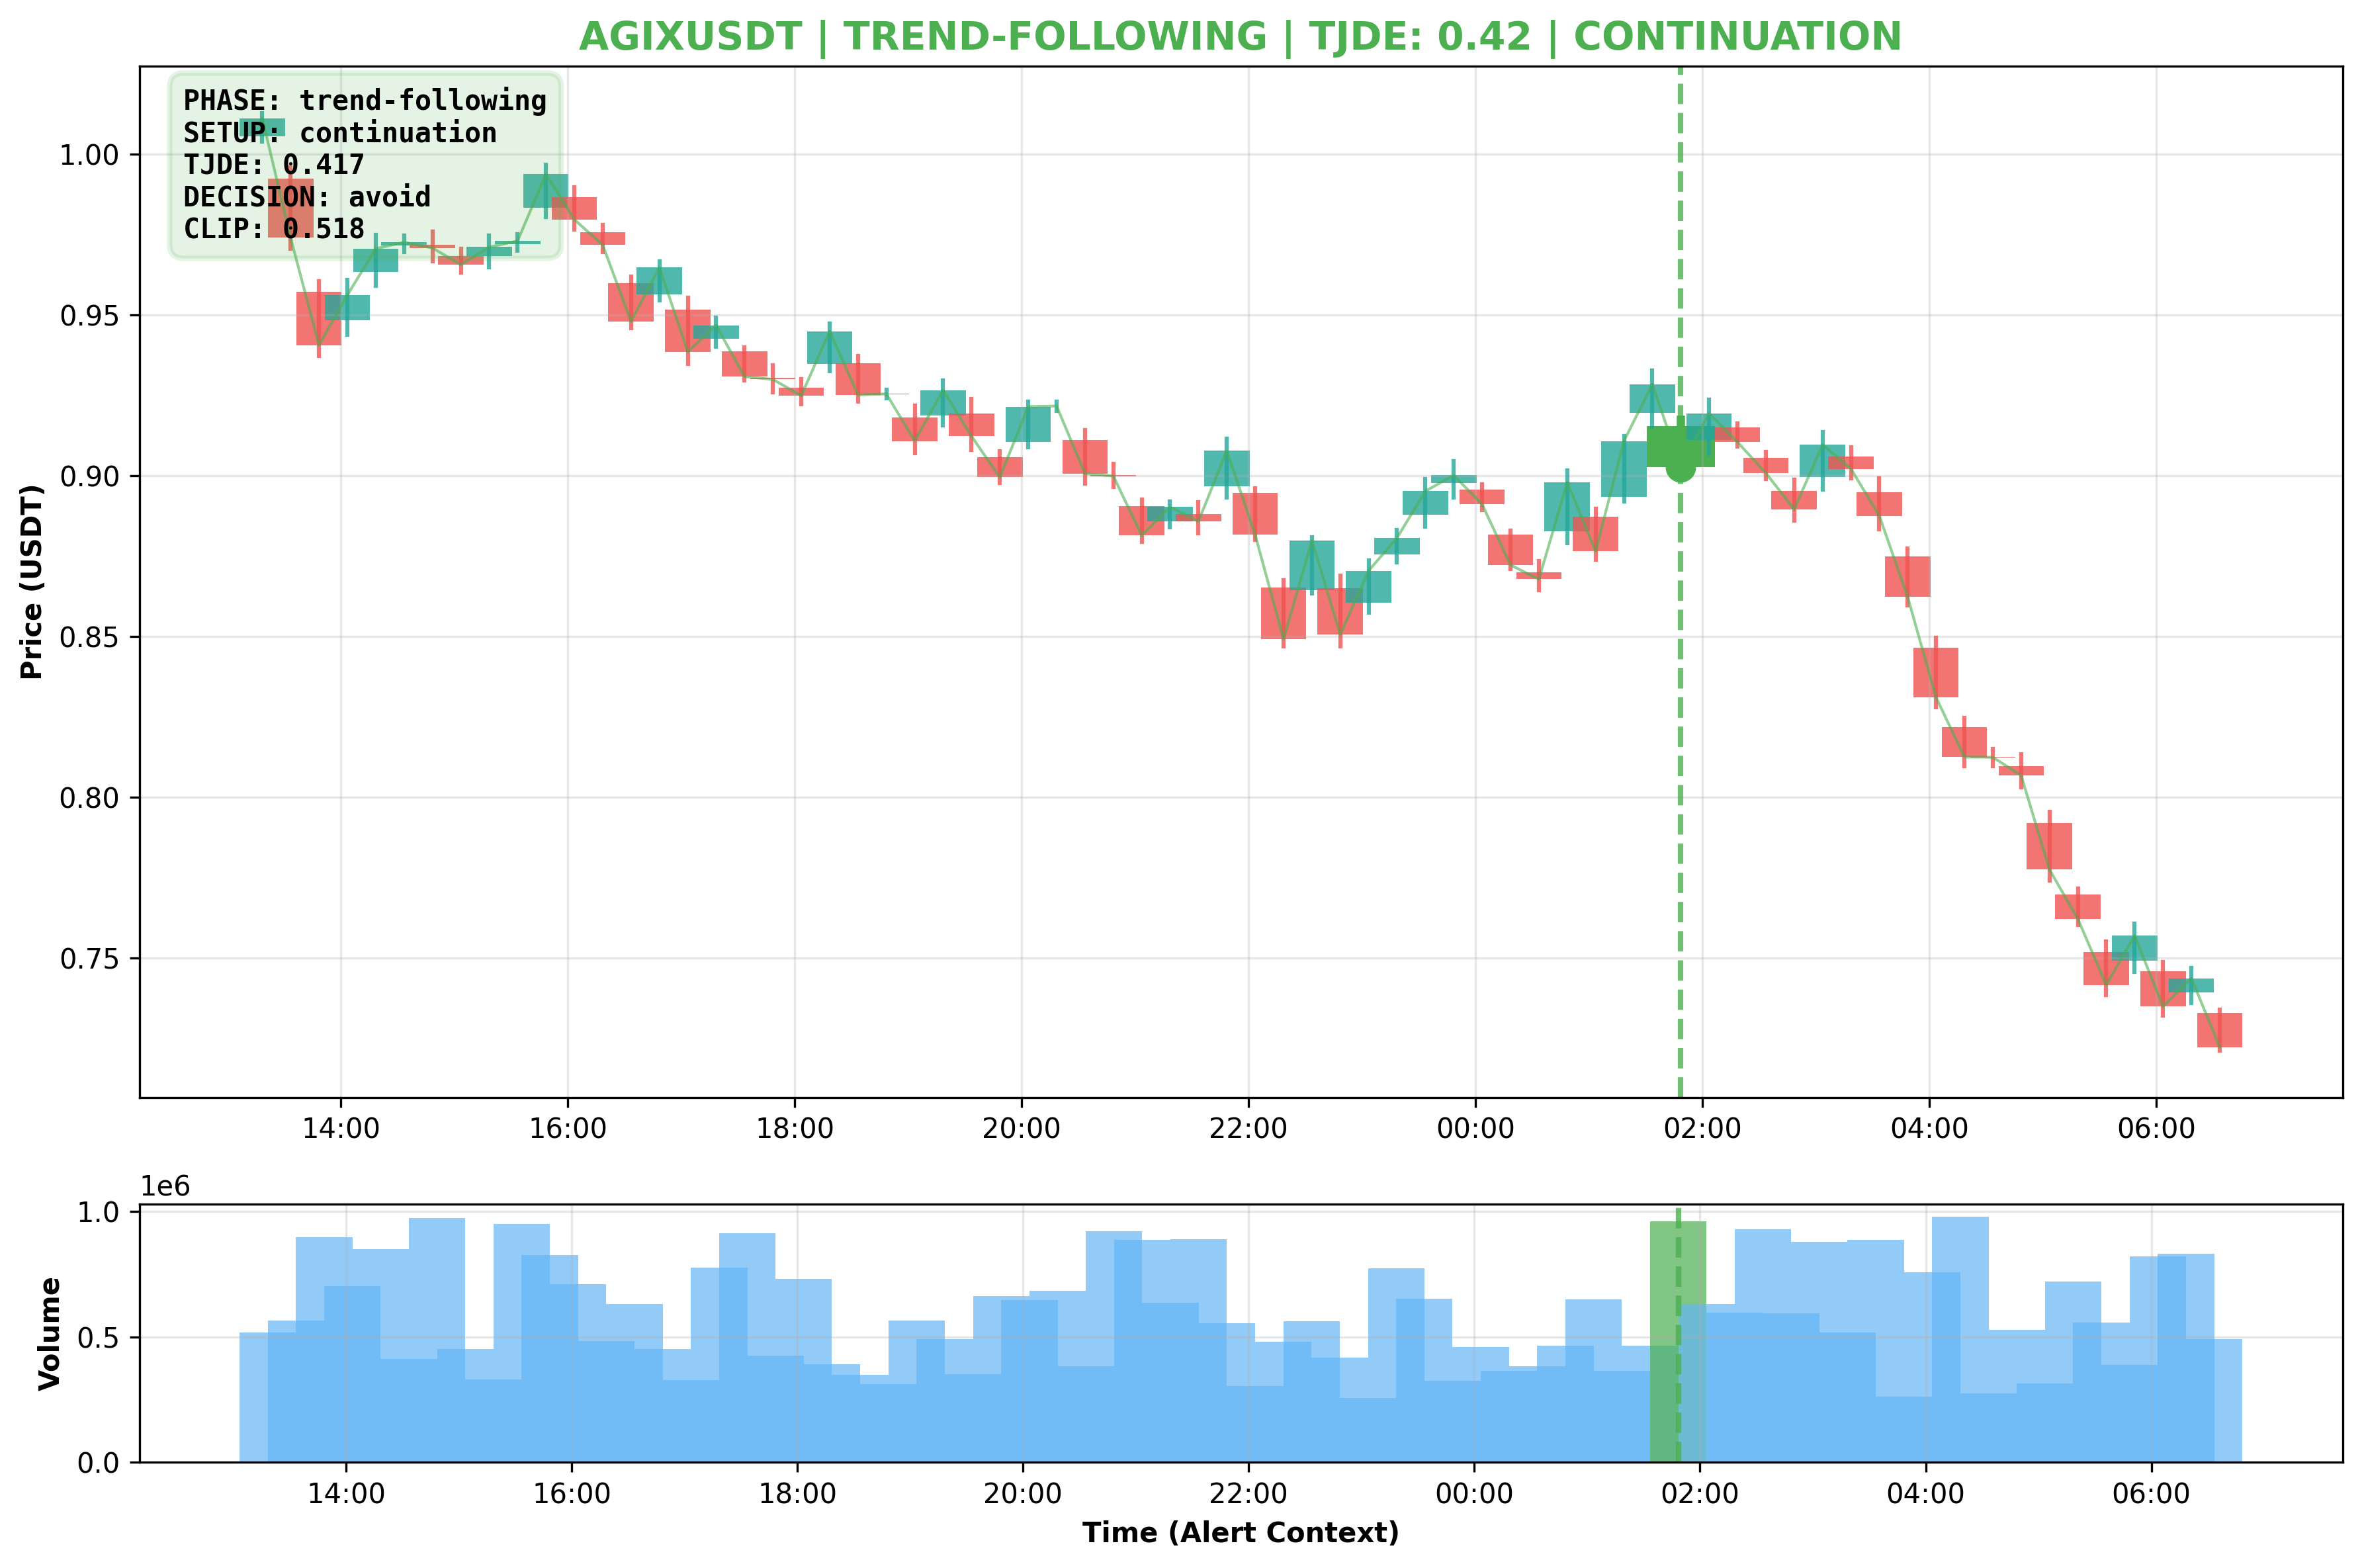 AGIXUSDT | TREND-FOLLOWING | TJDE: 0.42 | CONTINUATION
PHASE: trend-following
SETUP: continuation
TJDE: 0.417
DECISION: avoid
CLIP: 0.518
Price (USDT)
1.00
0.95
0.90
0.85
0.80
0.75
14:00 16:00 18:00 20:00 22:00 00:00 02:00 04:00 06:00
1e6
Volume
1.0
0.5
0.0
14:00 16:00 18:00 20:00 22:00 00:00 02:00 04:00 06:00
Time (Alert Context)